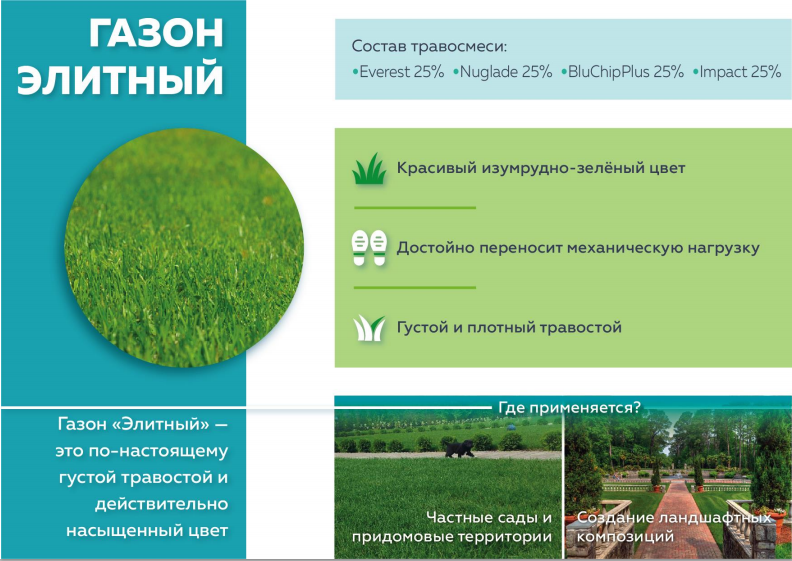 ГАЗОН
ЭЛИТНЫЙ
Состав травосмеси:
•Everest 25% •Nuglade 25% •BluChipPlus 25% •Impact 25%
Красивый изумрудно-зелёный цвет
Достойно переносит механическую нагрузку
Густой и плотный травостой
Газон «Элитный» —
это по-настоящему
густой травостой и
действительно
насыщенный цвет
Где применяется?
Частные сады и
придомовые территории
Создание ландшафтных
композиций